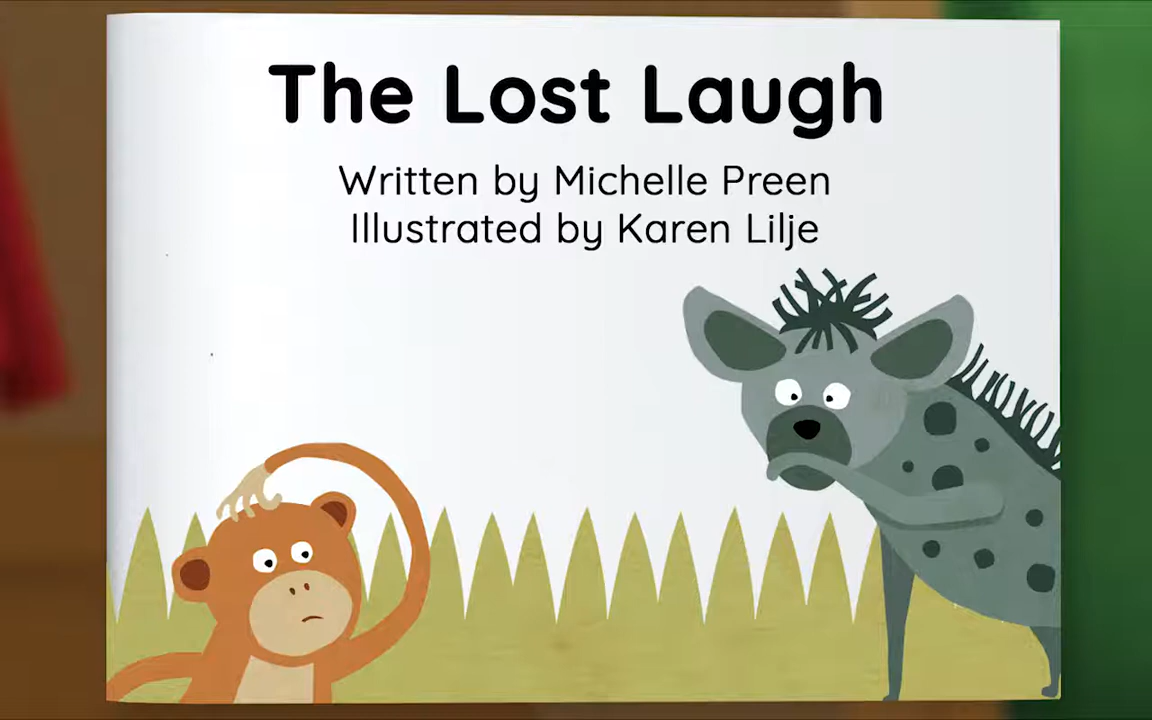 The Lost Laugh
Written by Michelle Preen
Illustrated by Karen Lilje